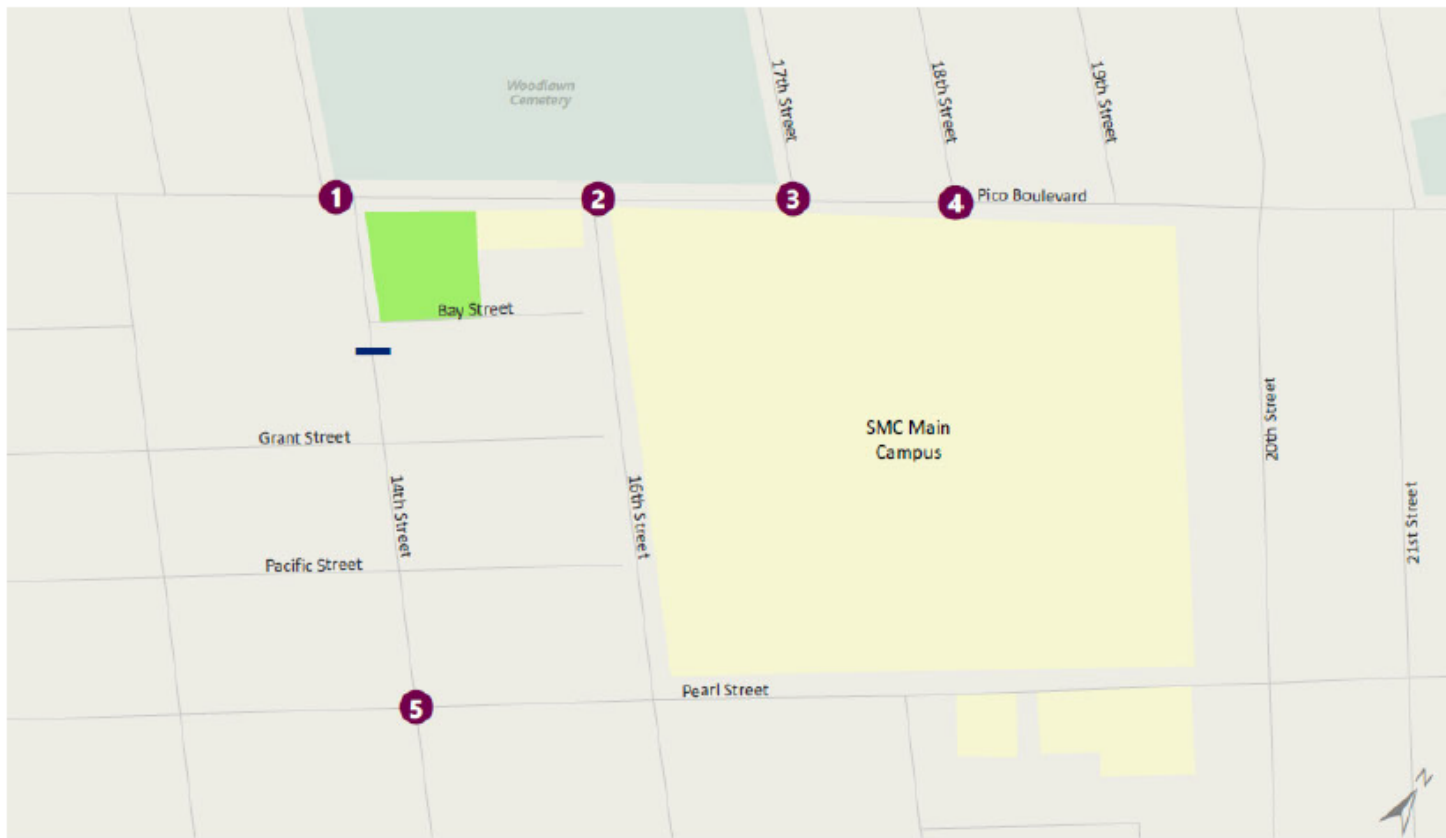 Woodlawn
Cemetery
17th Street
18th Street
19th Street
1
2
3
4
Pico Boulevard
Bay Street
SMC Main
Campus
20th Street
Grant Street
14th Street
16th Street
21st Street
Pacific Street
Pearl Street
5
N